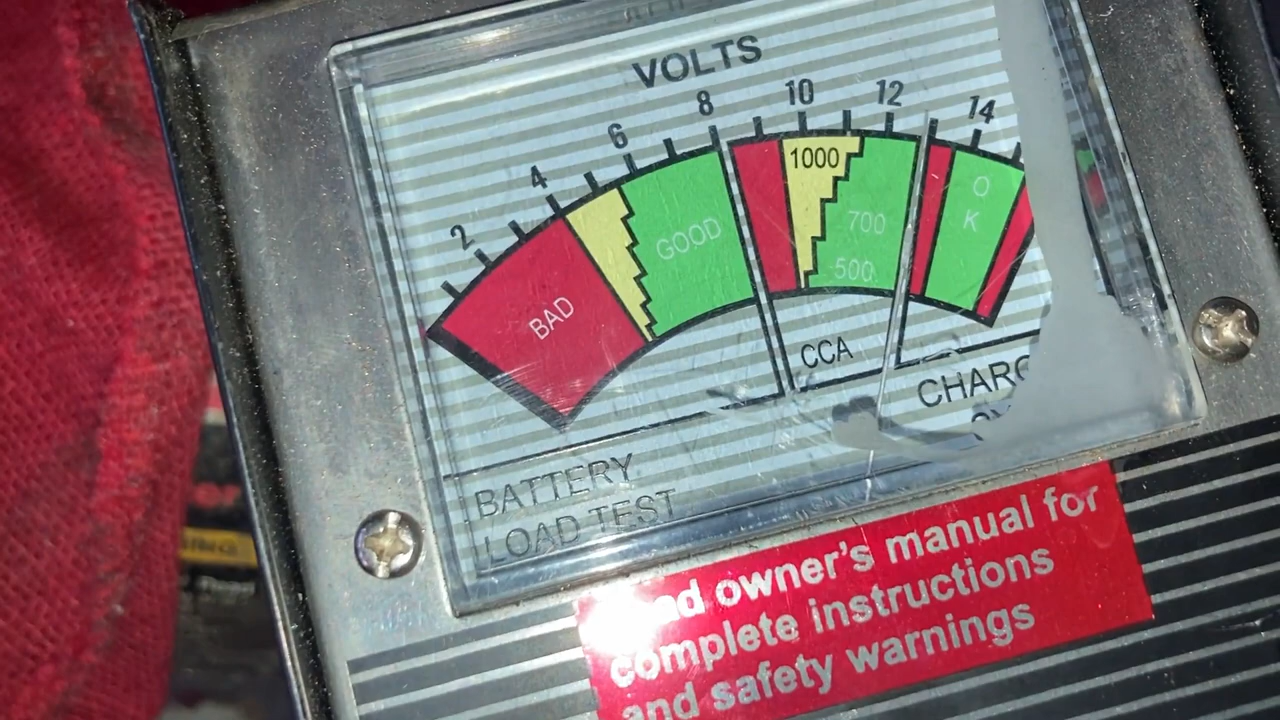 VOLTS
2 4 6 8 10 12 14
BAD
GOOD
1000
700
500
O
K
CCA
BATTERY
LOAD TEST
owner's manual for
complete instructions
and safety warnings